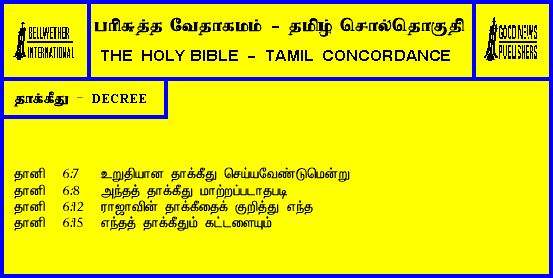 BELLWETHER
INTERNATIONAL
பரிசுத்த வேதாகமம் - தமிழ் சொல்தொகுதி
THE HOLY BIBLE - TAMIL CONCORDANCE
GOOD NEWS
PUBLISHERS
தாக்கீது - DECREE
தானி 6:7 உறுதியான தாக்கீது செய்யவேண்டுமென்று
தானி 6:8 அந்தத் தாக்கீது மாற்றப்படாதபடி
தானி 6:12 ராஜாவின் தாக்கீதைக் குறித்து எந்த
தானி 6:15 எந்தத் தாக்கீதும் கட்டளையும்